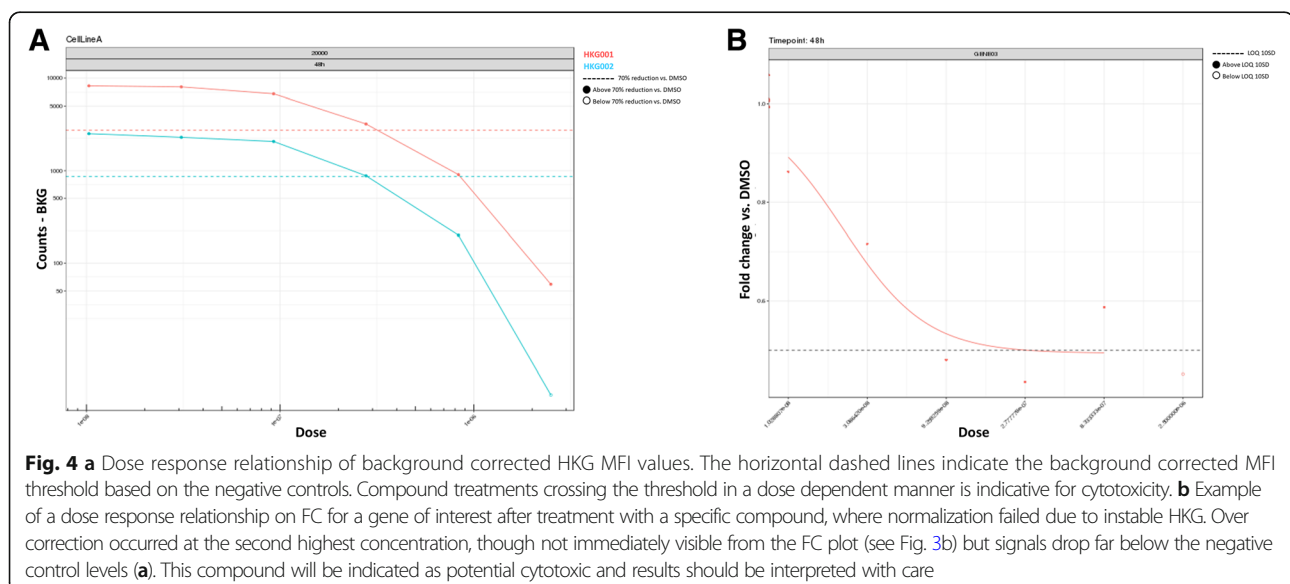 A
CellLineA
20000
48h
HKG001
HKG002
70% reduction vs. DMSO
Above 70% reduction vs. DMSO
Below 70% reduction vs. DMSO
10000
5000
1000
500
100
50
Counts - BKG
Dose
B
Timepoint: 48h
LOQ 10SD
Above LOQ 10SD
Below LOQ 10SD
1.0
0.8
0.6
Fold change vs. DMSO
Dose
Fig. 4 a Dose response relationship of background corrected HKG MFI values. The horizontal dashed lines indicate the background corrected MFI
threshold based on the negative controls. Compound treatments crossing the threshold in a dose dependent manner is indicative for cytotoxicity. b Example
of a dose response relationship on FC for a gene of interest after treatment with a specific compound, where normalization failed due to instable HKG. Over
correction occurred at the second highest concentration, though not immediately visible from the FC plot (see Fig. 3b) but signals drop far below the negative
control levels (a). This compound will be indicated as potential cytotoxic and results should be interpreted with care